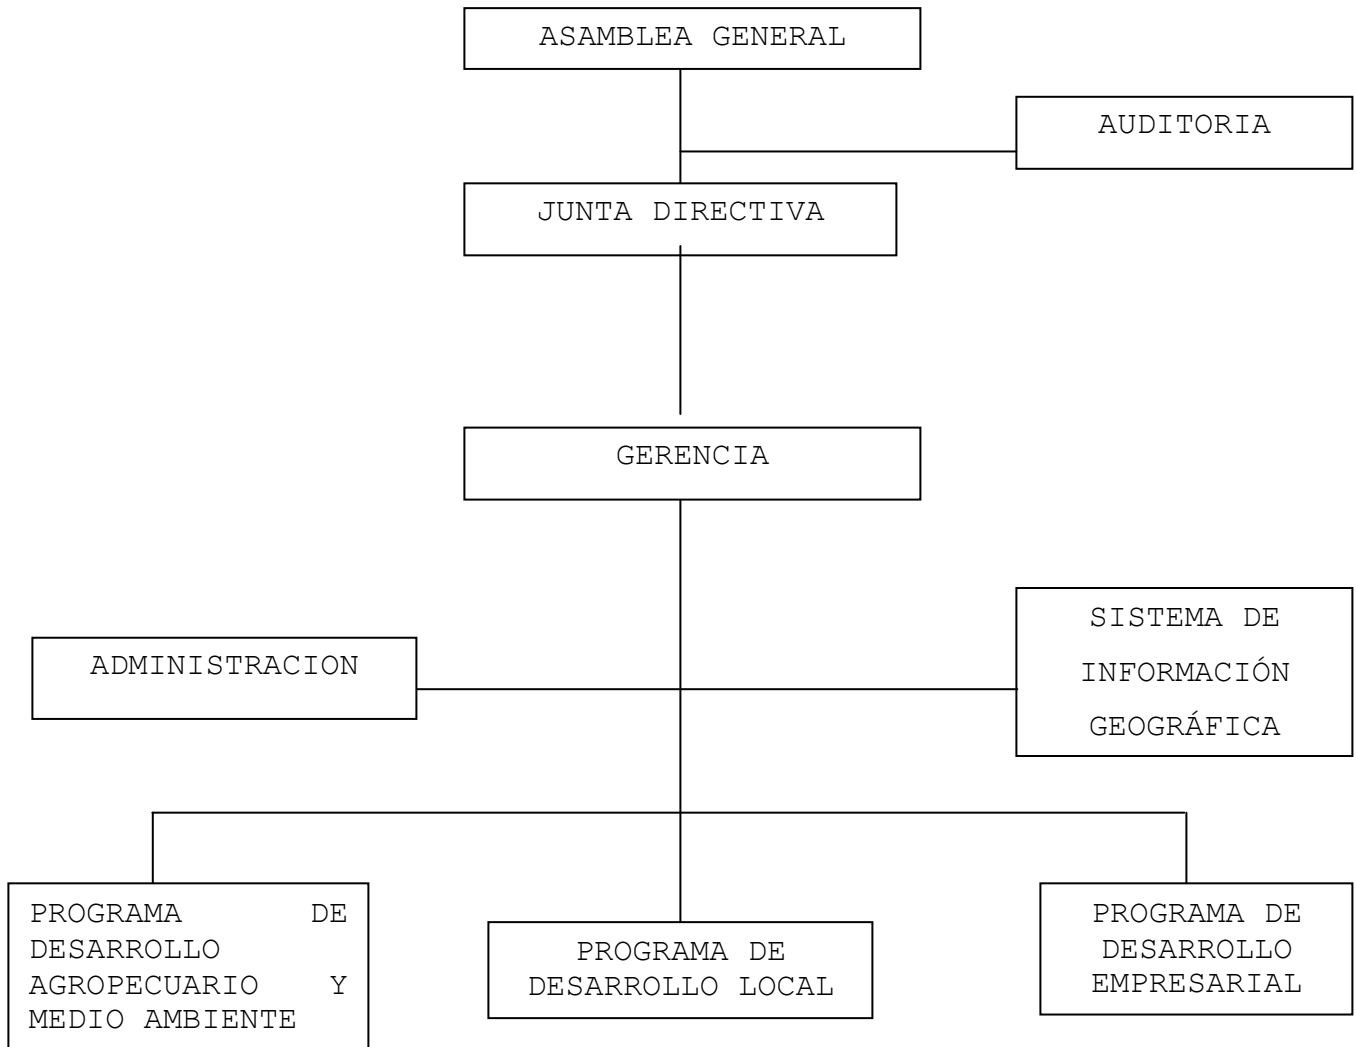 ASAMBLEA GENERAL
AUDITORIA
JUNTA DIRECTIVA
GERENCIA
ADMINISTRACION
SISTEMA DE
INFORMACIÓN
GEOGRÁFICA
PROGRAMA DE
DESARROLLO
AGROPECUARIO Y
MEDIO AMBIENTE
PROGRAMA DE
DESARROLLO LOCAL
PROGRAMA DE
DESARROLLO
EMPRESARIAL